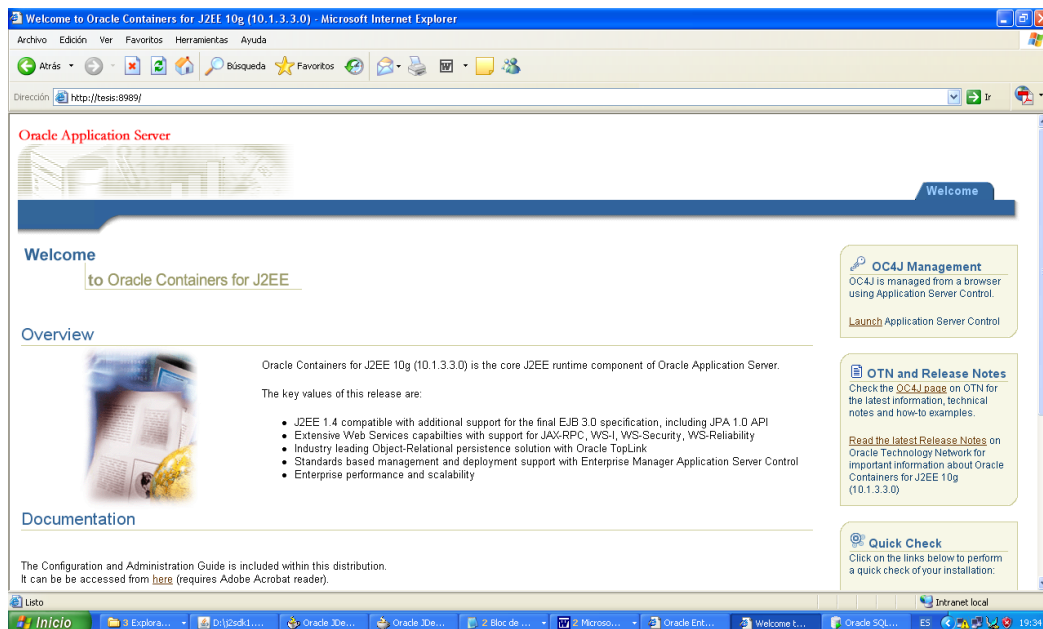 Welcome to Oracle Containers for J2EE 10g (10.1.3.3.0) - Microsoft Internet Explorer
Archivo Edición Ver Favoritos Herramientas Ayuda
Atrás Búsqueda Favoritos
Dirección http://tesis:8989/ Ir
Oracle Application Server
Welcome
Welcome
to Oracle Containers for J2EE
Overview
Oracle Containers for J2EE 10g (10.1.3.3.0) is the core J2EE runtime component of Oracle Application Server.
The key values of this release are:
J2EE 1.4 compatible with additional support for the final EJB 3.0 specification, including JPA 1.0 API
Extensive Web Services capabilties with support for JAX-RPC, WS-I, WS-Security, WS-Reliability
Industry leading Object-Relational persistence solution with Oracle TopLink
Standards based management and deployment support with Enterprise Manager Application Server Control
Enterprise performance and scalability
Documentation
The Configuration and Administration Guide is included within this distribution.
It can be be accessed from here (requires Adobe Acrobat reader).
OC4J Management
OC4J is managed from a browser
using Application Server Control.
Launch Application Server Control
OTN and Release Notes
Check the OC4J page on OTN for
the latest information, technical
notes and how-to examples.
Read the latest Release Notes on
Oracle Technology Network for
important information about Oracle
Containers for J2EE 10g
(10.1.3.3.0)
Quick Check
Click on the links below to perform
a quick check of your installation:
Listo Intranet local
Inicio 3 Explora... D:\j2sdk1.... Oracle JDe... Oracle JDe... 2 Bloc de ... 2 Microso... Oracle Ent... Welcome t... Oracle SQL... ES 19:34